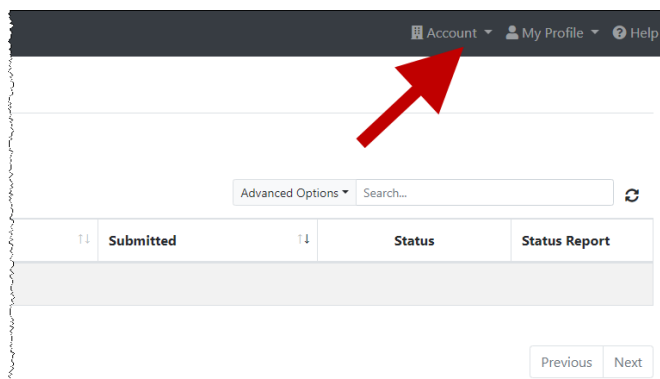 Account My Profile Help
Advanced Options Search...
Submitted Status Status Report
Previous Next